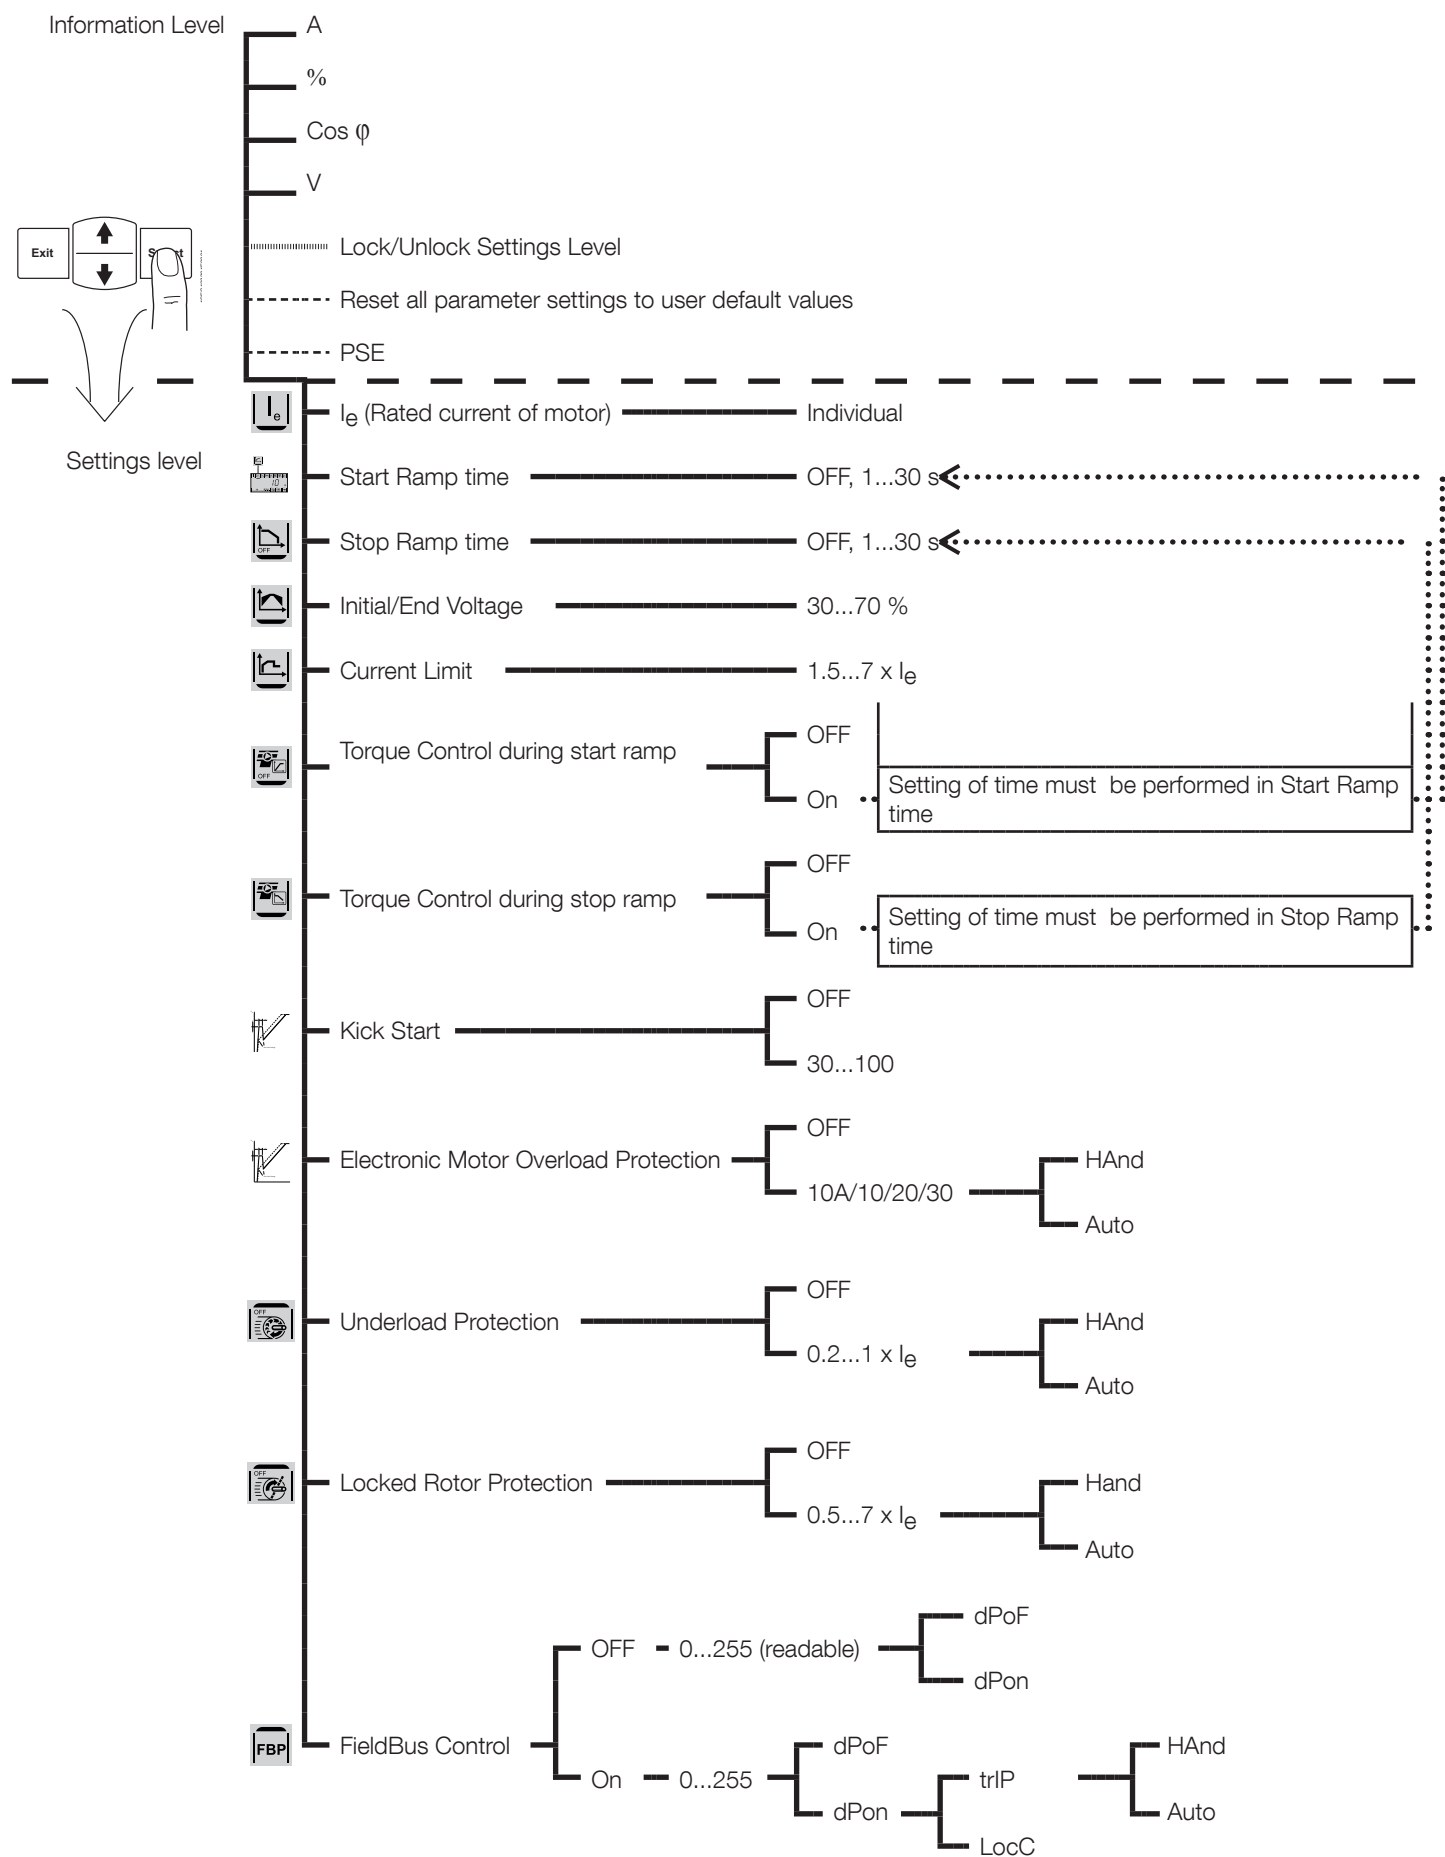 Information Level
A
%
Cos φ
V
Exit
Lock/Unlock Settings Level
Reset all parameter settings to user default values
PSE
Settings level
Ie
Ie (Rated current of motor)
Individual
Start Ramp time
OFF, 1...30 s
OFF
Stop Ramp time
OFF, 1...30 s
Initial/End Voltage
30...70 %
Current Limit
1.5...7 x Ie
OFF
Torque Control during start ramp
OFF
On
Setting of time must be performed in Start Ramp
time
Torque Control during stop ramp
OFF
On
Setting of time must be performed in Stop Ramp
time
Kick Start
OFF
30...100
Electronic Motor Overload Protection
OFF
10A/10/20/30
HAnd
Auto
OFF
Underload Protection
OFF
0.2...1 x Ie
HAnd
Auto
OFF
Locked Rotor Protection
OFF
0.5...7 x Ie
Hand
Auto
FBP
FieldBus Control
OFF
0...255 (readable)
dPoF
dPon
On
0...255
dPoF
dPon
trIP
LocC
HAnd
Auto